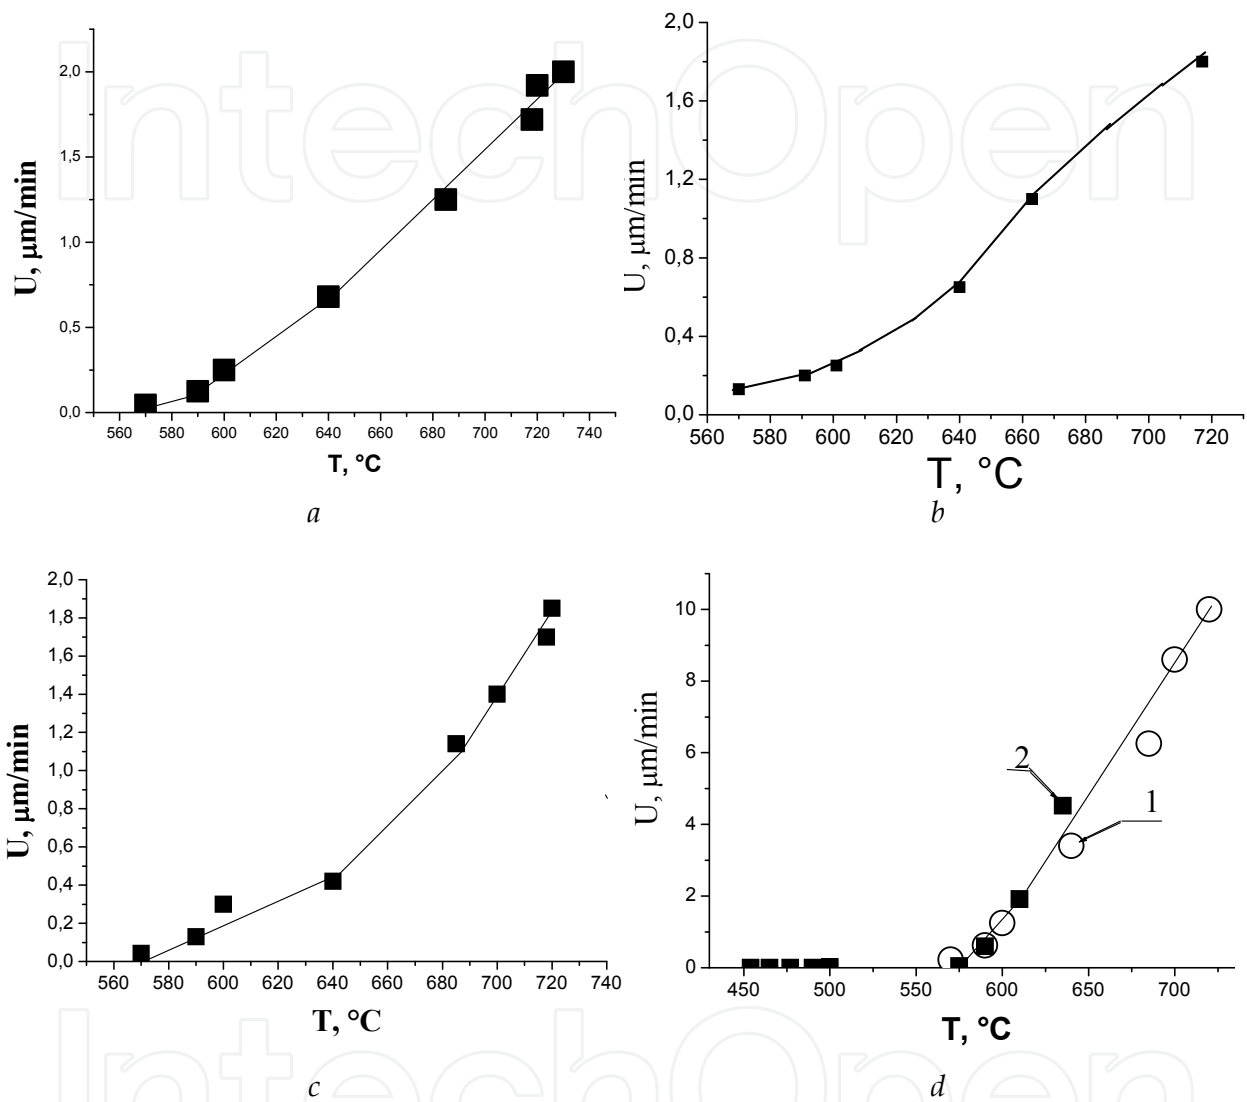 IntechOpen
2,0
1,5
1,0
0,5
0,0
U, μm/min
560 580 600 620 640 660 680 700 720 740
T, °C
a
2,0
1,6
1,2
0,8
0,4
0,0
U, μm/min
560 580 600 620 640 660 680 700 720
T, °C
b
2,0
1,8
1,6
1,4
1,2
1,0
0,8
0,6
0,4
0,2
0,0
U, μm/min
560 580 600 620 640 660 680 700 720 740
T, °C
c
10
8
6
4
2
0
U, μm/min
2
1
450 500 550 600 650 700
T, °C
d
IntechOpen